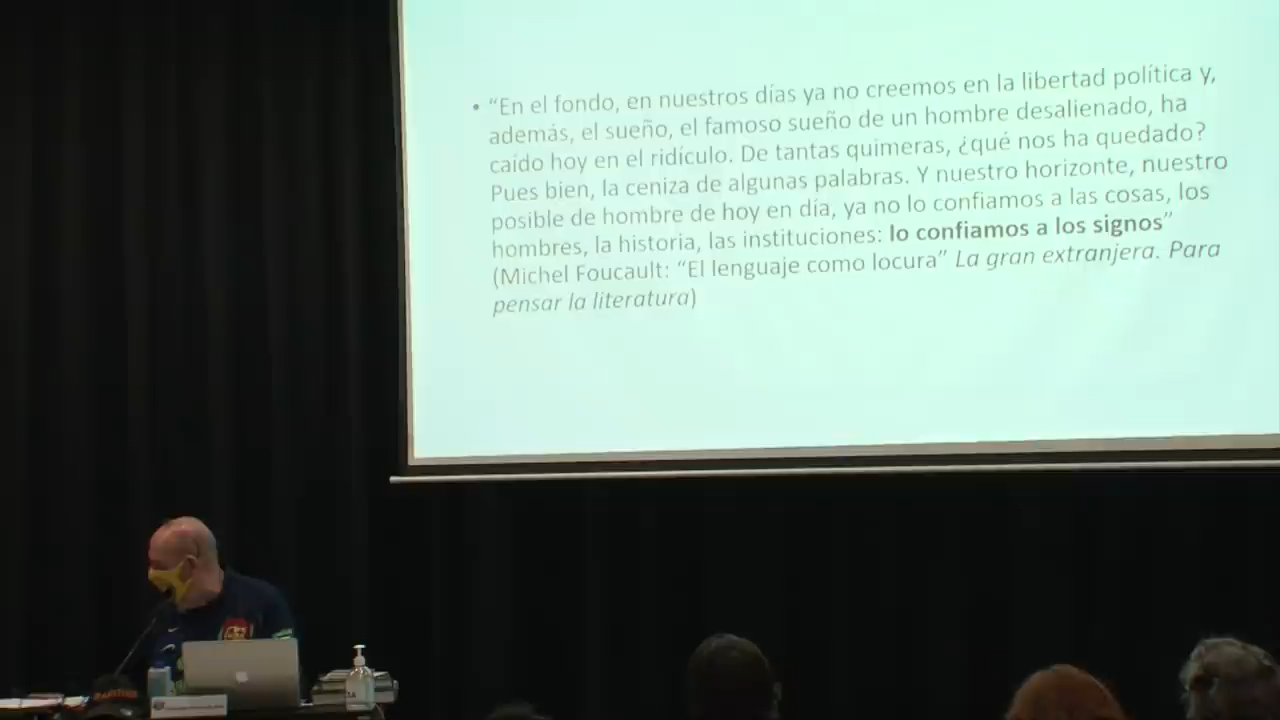 • “En el fondo, en nuestros días ya no creemos en la libertad política y,
además, el sueño, el famoso sueño de un hombre desalienado, ha
caído hoy en el ridículo. De tantas quimeras, ¿qué nos ha quedado?
Pues bien, la ceniza de algunas palabras. Y nuestro horizonte, nuestro
posible de hombre de hoy en día, ya no lo confiamos a las cosas, los
hombres, la historia, las instituciones: lo confiamos a los signos”
(Michel Foucault: “El lenguaje como locura” La gran extranjera. Para
pensar la literatura)